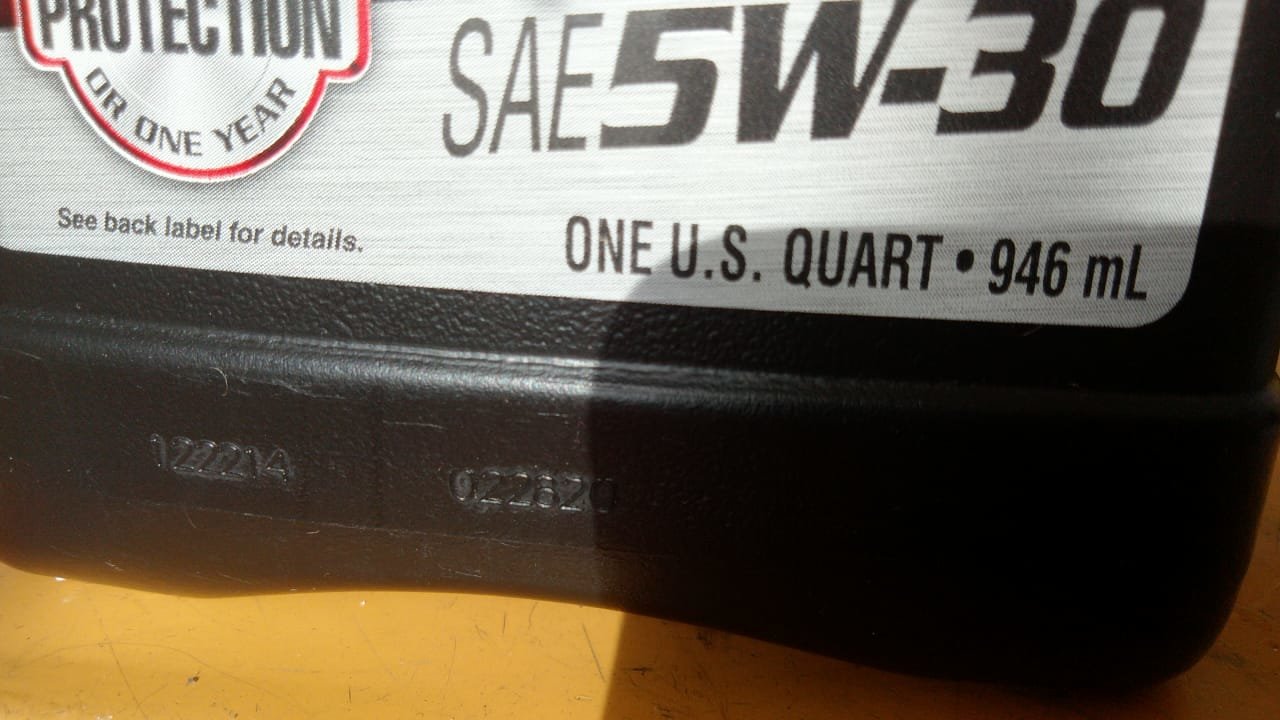 PROTECTION
OR ONE YEAR
SAE 5W-30
See back label for details.
ONE U.S. QUART • 946 mL
122214
022820